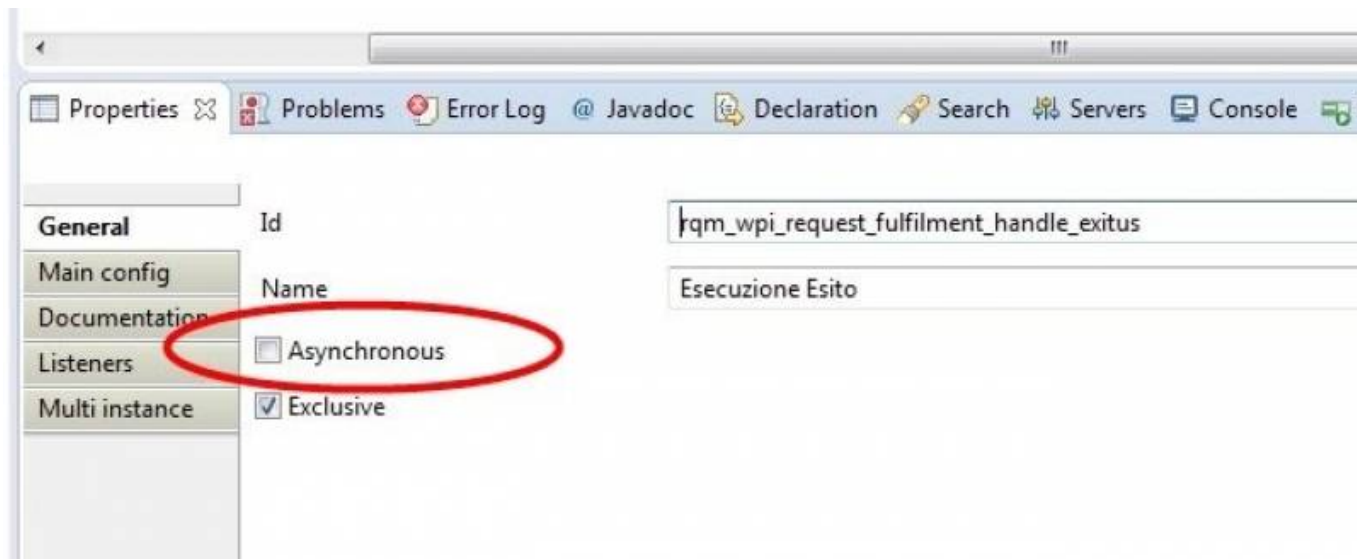 Properties Problems Error Log Javadoc Declaration Search Servers Console
General
Id
rqm_wpi_request_fulfilment_handle_exitus
Main config
Name
Esecuzione Esito
Documentation
Asynchronous
Listeners
Multi instance
Exclusive